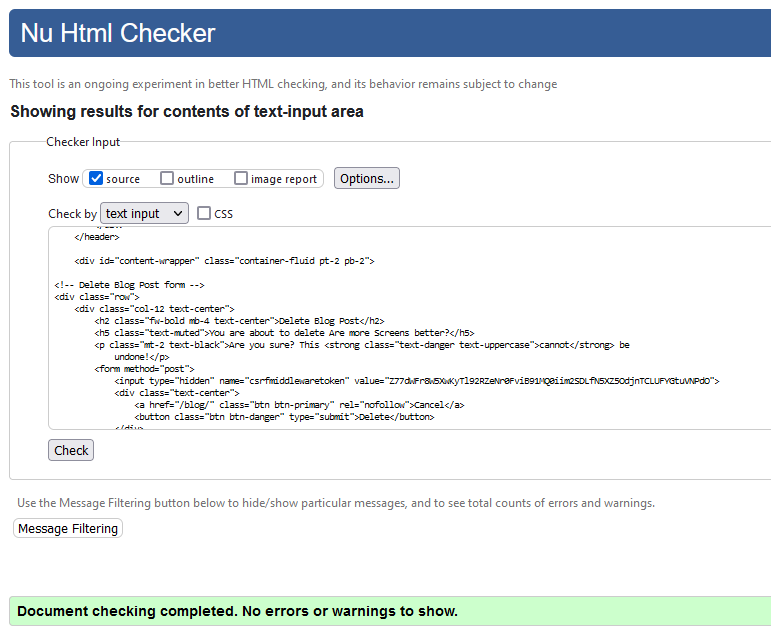 Nu Html Checker
This tool is an ongoing experiment in better HTML checking, and its behavior remains subject to change
Showing results for contents of text-input area
Checker Input
Show source outline image report Options...
Check by text input CSS
</header>
<div id="content-wrapper" class="container-fluid pt-2 pb-2">
<!-- Delete Blog Post form -->
<div class="row">
<div class="col-12 text-center">
<h2 class="fw-bold mb-4 text-center">Delete Blog Post</h2>
<h5 class="text-muted">You are about to delete Are more Screens better?</h5>
<p class="mt-2 text-black">Are you sure? This <strong class="text-danger text-uppercase">cannot</strong> be
undone!</p>
<form method="post">
<input type="hidden" name="csrfmiddlewaretoken" value=
<div class="text-center">
<a href="/blog/" class="btn btn-primary" rel="nofollow">Cancel</a>
<button class="btn btn-danger" type="submit">Delete</button>
</div>
Check
Use the Message Filtering button below to hide/show particular messages, and to see total counts of errors and warnings.
Message Filtering
Document checking completed. No errors or warnings to show.